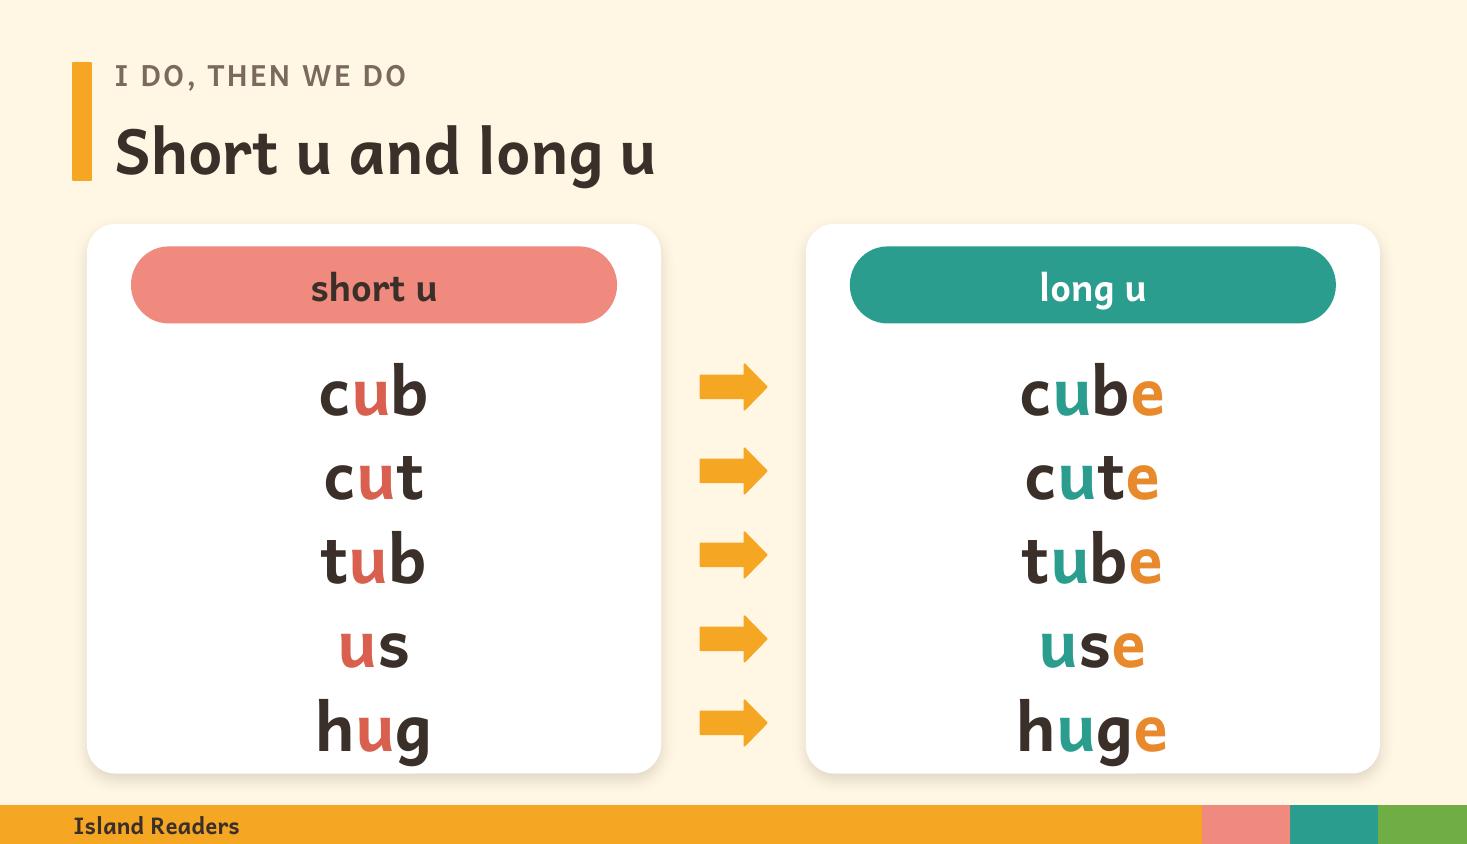 I DO, THEN WE DO
Short u and long u
short u
cub
cut
tub
us
hug
long u
cube
cute
tube
use
huge
Island Readers